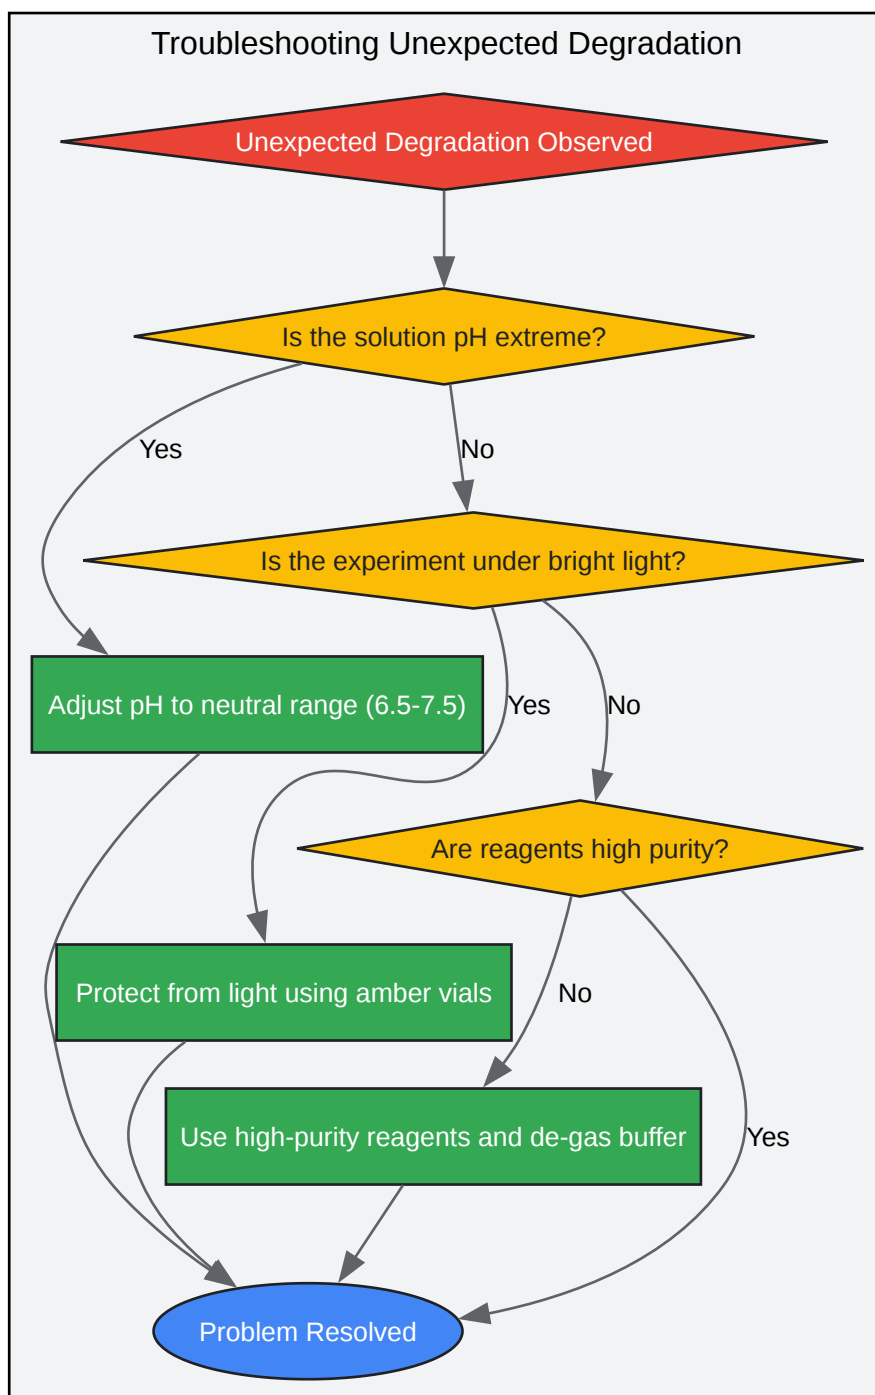 Troubleshooting Unexpected Degradation
Unexpected Degradation Observed
Is the solution pH extreme?
Yes
No
Is the experiment under bright light?
Adjust pH to neutral range (6.5-7.5)
Yes
No
Are reagents high purity?
Protect from light using amber vials
No
Use high-purity reagents and de-gas buffer
Yes
Problem Resolved